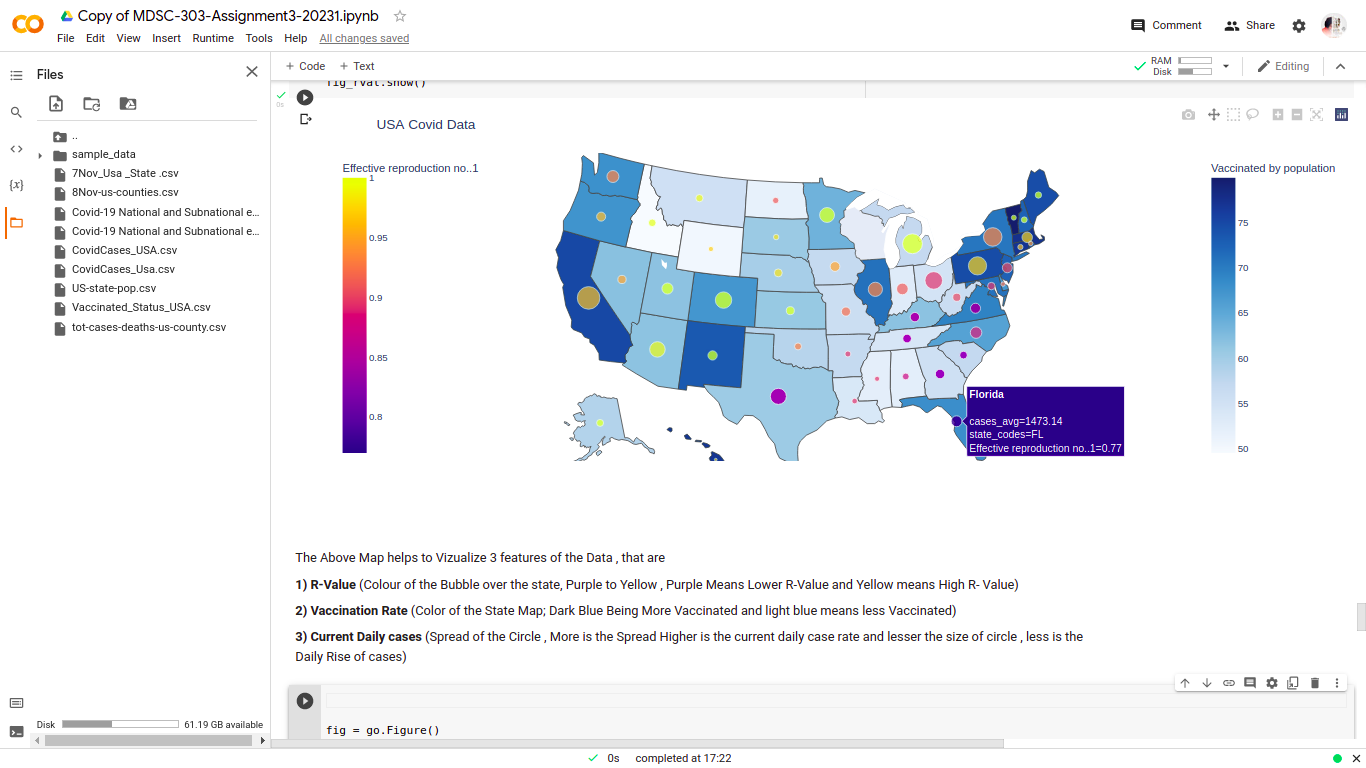 Copy of MDSC-303-Assignment3-20231.ipynb
File Edit View Insert Runtime Tools Help All changes saved
Comment
Share
Files
+ Code + Text
RAM
Disk
Editing
..
sample_data
7Nov_Usa _State .csv
8Nov-us-counties.csv
Covid-19 National and Subnational e...
Covid-19 National and Subnational e...
CovidCases_USA.csv
CovidCases_Usa.csv
US-state-pop.csv
Vaccinated_Status_USA.csv
tot-cases-deaths-us-county.csv
Disk
61.19 GB available
fig_rval.show()
0s
USA Covid Data
Effective reproduction no..1
1
0.95
0.9
0.85
0.8
Vaccinated by population
75
70
65
60
55
50
Florida
cases_avg=1473.14
state_codes=FL
Effective reproduction no..1=0.77
The Above Map helps to Vizualize 3 features of the Data , that are
1) R-Value (Colour of the Bubble over the state, Purple to Yellow , Purple Means Lower R-Value and Yellow means High R- Value)
2) Vaccination Rate (Color of the State Map; Dark Blue Being More Vaccinated and light blue means less Vaccinated)
3) Current Daily cases (Spread of the Circle , More is the Spread Higher is the current daily case rate and lesser the size of circle , less is the
Daily Rise of cases)
fig = go.Figure()
0s completed at 17:22